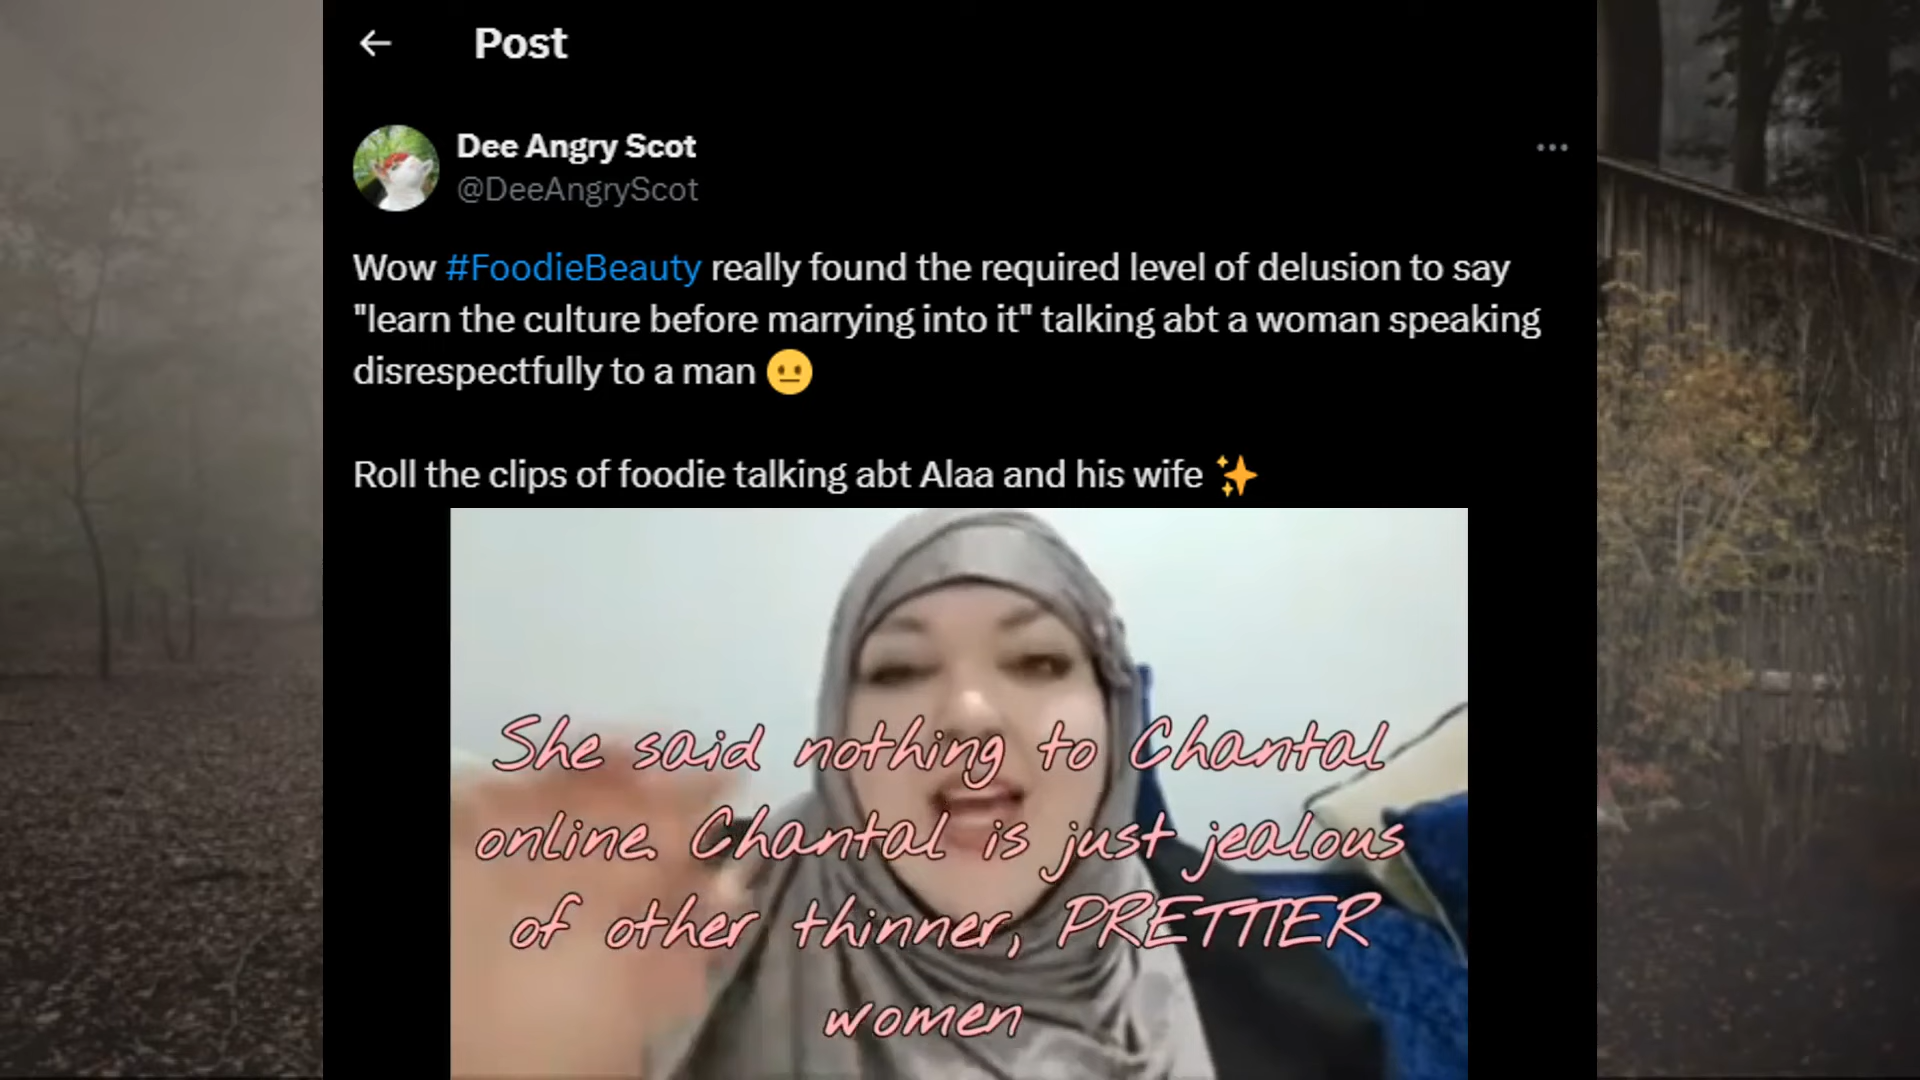 Post
Dee Angry Scot
@DeeAngryScot
Wow #FoodieBeauty really found the required level of delusion to say
"learn the culture before marrying into it" talking abt a woman speaking
disrespectfully to a man 😐
Roll the clips of foodie talking abt Alaa and his wife ✨
She said nothing to Chantal
online. Chantal is just jealous
of other thinner, PRETTIER
women